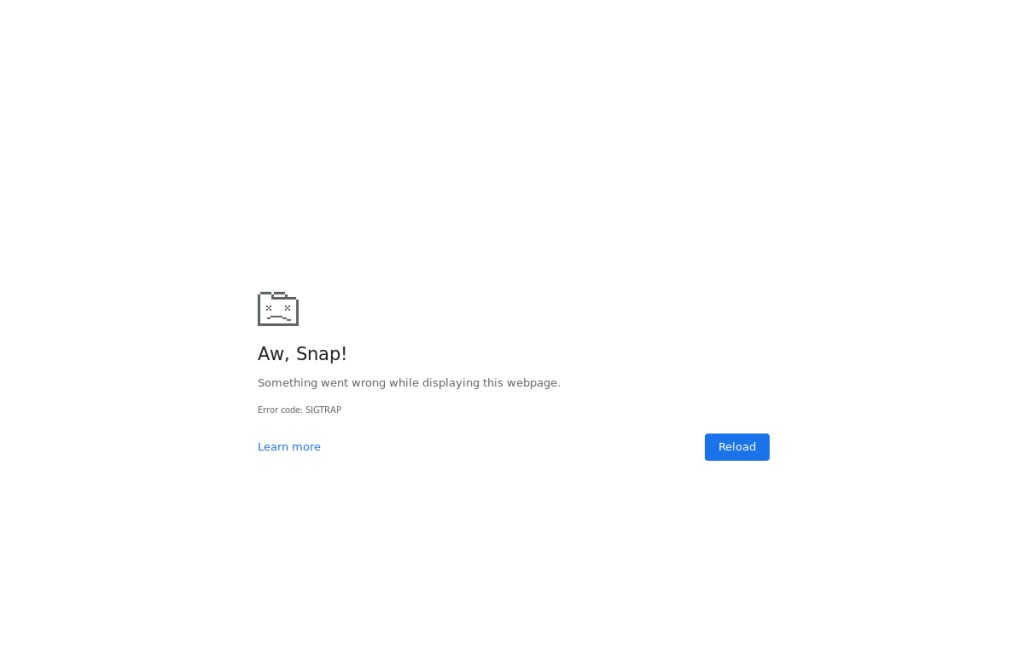 Aw, Snap!
Something went wrong while displaying this webpage.
Error code: SIGTRAP
Learn more
Reload